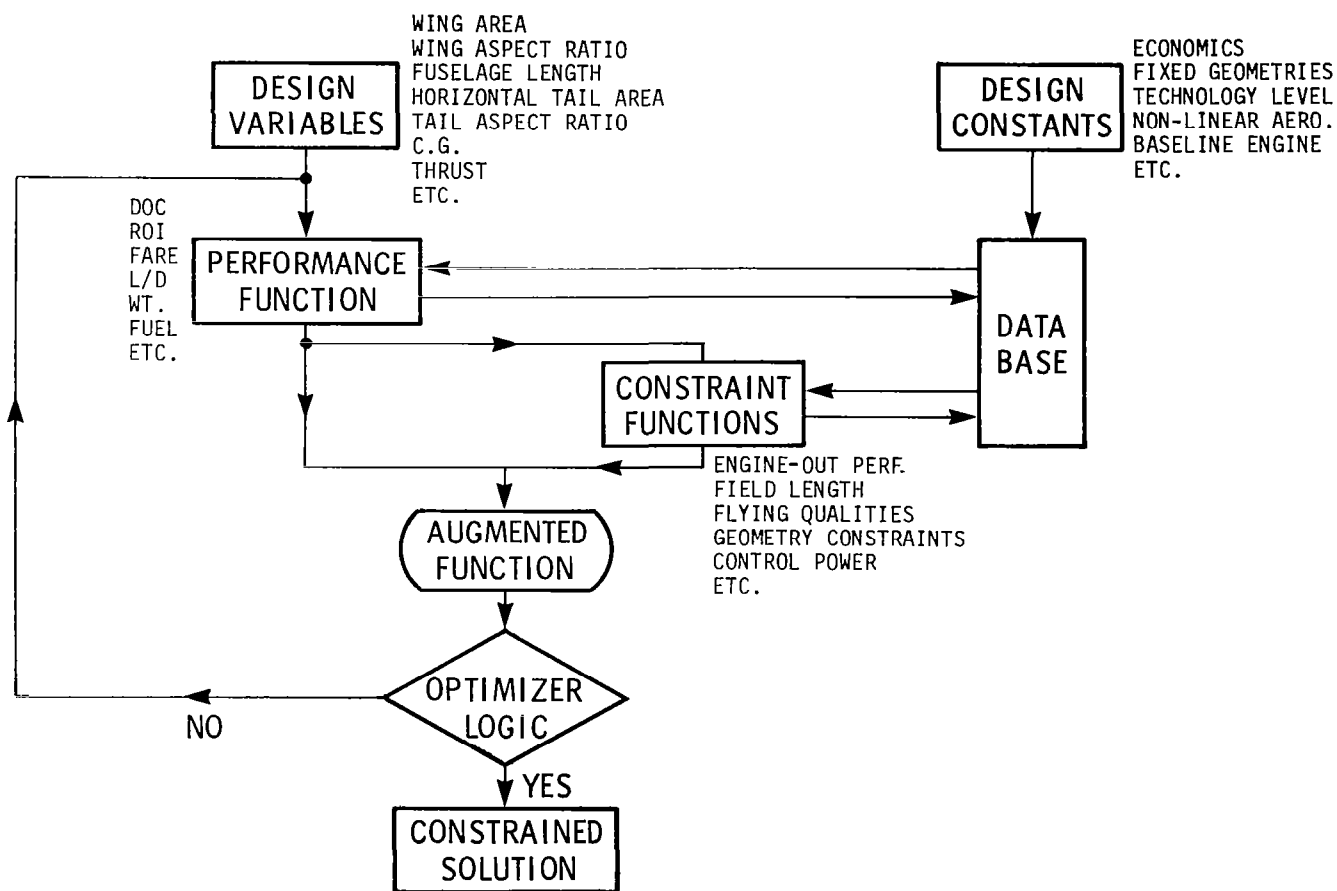 WING AREA
WING ASPECT RATIO
FUSELAGE LENGTH
HORIZONTAL TAIL AREA
TAIL ASPECT RATIO
C.G.
THRUST
ETC.
DESIGN
VARIABLES
ECONOMICS
FIXED GEOMETRIES
TECHNOLOGY LEVEL
NON-LINEAR AERO.
BASELINE ENGINE
ETC.
DESIGN
CONSTANTS
DOC
ROI
FARE
L/D
WT.
FUEL
ETC.
PERFORMANCE
FUNCTION
DATA
BASE
CONSTRAINT
FUNCTIONS
ENGINE-OUT PERF.
FIELD LENGTH
FLYING QUALITIES
GEOMETRY CONSTRAINTS
CONTROL POWER
ETC.
AUGMENTED
FUNCTION
OPTIMIZER
LOGIC
NO
YES
CONSTRAINED
SOLUTION